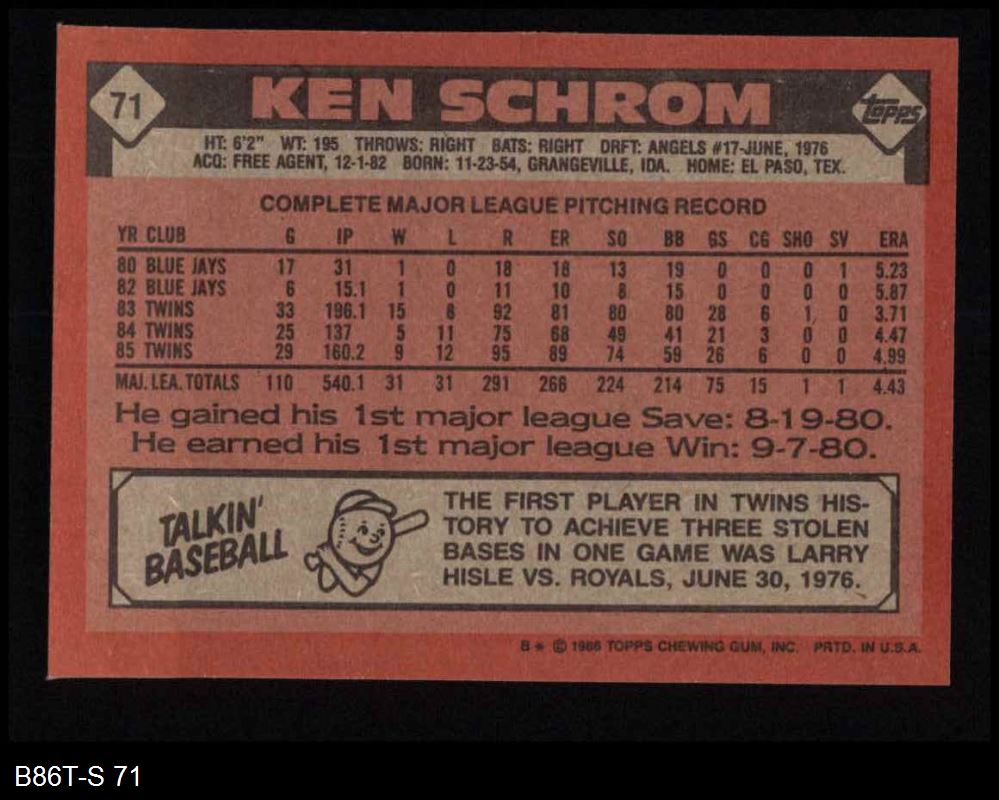 71 KEN SCHROM topps
HT: 6'2" WT: 195 THROWS: RIGHT BATS: RIGHT DRFT: ANGELS #17-JUNE, 1976
ACQ: FREE AGENT, 12-1-82 BORN: 11-23-54, GRANGEVILLE, IDA. HOME: EL PASO, TEX.
COMPLETE MAJOR LEAGUE PITCHING RECORD
YR CLUB G IP W L R ER SO BB GS CG SHO SV ERA
80 BLUE JAYS 17 31 1 0 18 18 13 19 0 0 0 1 5.23
82 BLUE JAYS 6 15.1 1 0 11 10 8 15 0 0 0 0 5.87
83 TWINS 33 196.1 15 8 92 81 80 80 28 6 1 0 3.71
84 TWINS 25 137 5 11 75 68 49 41 21 3 0 0 4.47
85 TWINS 29 160.2 9 12 95 89 74 59 26 6 0 0 4.99
MAJ. LEA. TOTALS 110 540.1 31 31 291 266 224 214 75 15 1 1 4.43
He gained his 1st major league Save: 8-19-80.
He earned his 1st major league Win: 9-7-80.
TALKIN'
BASEBALL
THE FIRST PLAYER IN TWINS HIS-
TORY TO ACHIEVE THREE STOLEN
BASES IN ONE GAME WAS LARRY
HISLE VS. ROYALS, JUNE 30, 1976.
B * © 1986 TOPPS CHEWING GUM, INC. PRTD. IN U.S.A.
B86T-S 71